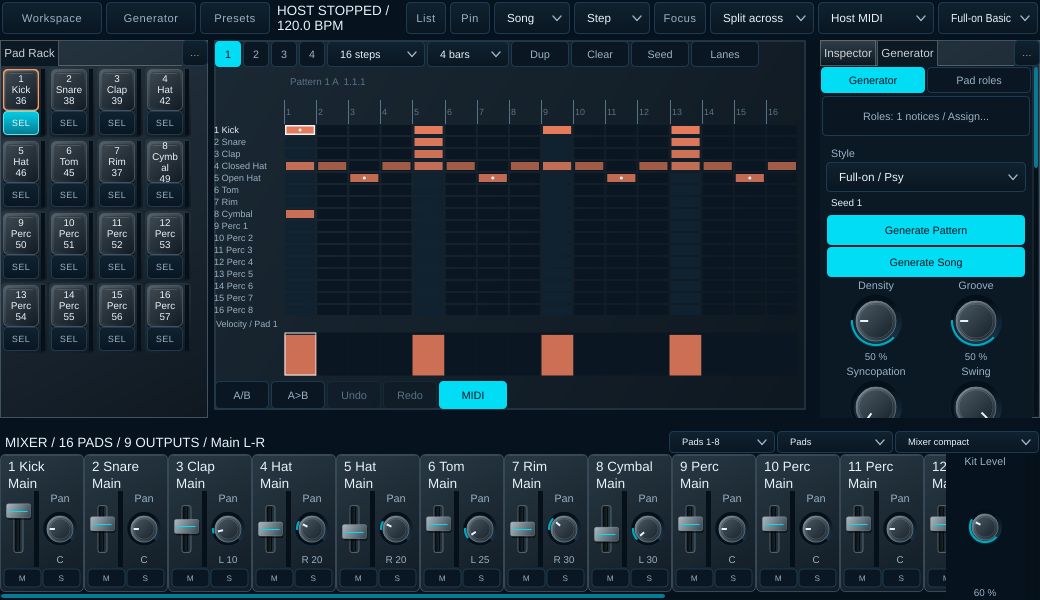 Workspace Generator Presets HOST STOPPED / 120.0 BPM List Pin Song Step Focus Split across Host MIDI Full-on Basic
Pad Rack ... 1 2 3 4 16 steps 4 bars Dup Clear Seed Lanes Inspector Generator ...
1 Kick 36
2 Snare 38
3 Clap 39
4 Hat 42
SEL SEL SEL SEL
5 Hat 46
6 Tom 45
7 Rim 37
8 Cymbal 49
SEL SEL SEL SEL
9 Perc 50
10 Perc 51
11 Perc 52
12 Perc 53
SEL SEL SEL SEL
13 Perc 54
14 Perc 55
15 Perc 56
16 Perc 57
SEL SEL SEL SEL
Pattern 1 A 1.1.1
1 2 3 4 5 6 7 8 9 10 11 12 13 14 15 16
1 Kick
2 Snare
3 Clap
4 Closed Hat
5 Open Hat
6 Tom
7 Rim
8 Cymbal
9 Perc 1
10 Perc 2
11 Perc 3
12 Perc 4
13 Perc 5
14 Perc 6
15 Perc 7
16 Perc 8
Velocity / Pad 1
A/B A>B Undo Redo MIDI
Generator Pad roles
Roles: 1 notices / Assign...
Style
Full-on / Psy
Seed 1
Generate Pattern
Generate Song
Density Groove
50 % 50 %
Syncopation Swing
MIXER / 16 PADS / 9 OUTPUTS / Main L-R Pads 1-8 Pads Mixer compact
1 Kick 2 Snare 3 Clap 4 Hat 5 Hat 6 Tom 7 Rim 8 Cymbal 9 Perc 10 Perc 11 Perc 12 Kit Level
Main Main Main Main Main Main Main Main Main Main Main Main
Pan Pan Pan Pan Pan Pan Pan Pan Pan Pan Pan
C C L 10 R 20 R 20 L 25 R 30 L 30 C C C
M S M S M S M S M S M S M S M S M S M S M S M
60 %